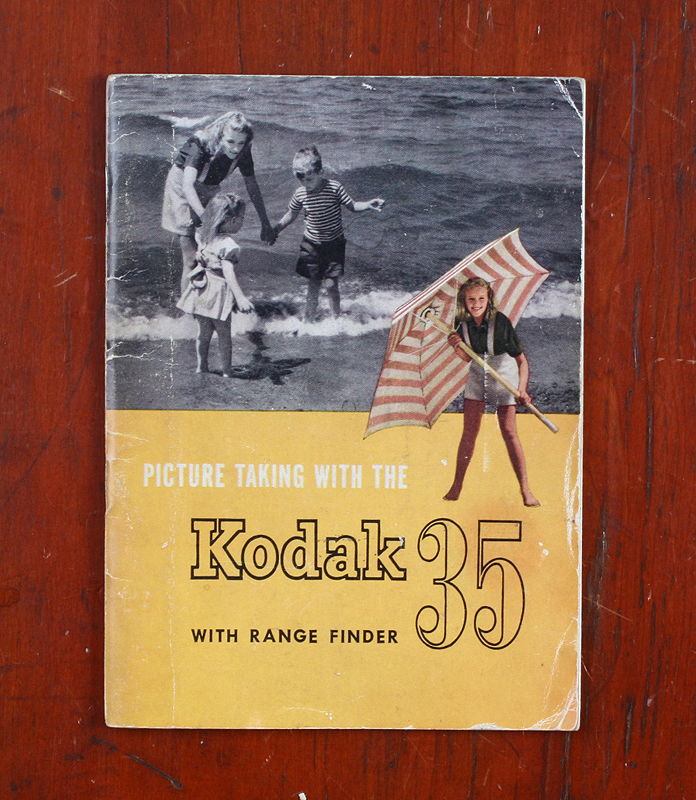 PICTURE TAKING WITH THE
Kodak 35
WITH RANGE FINDER